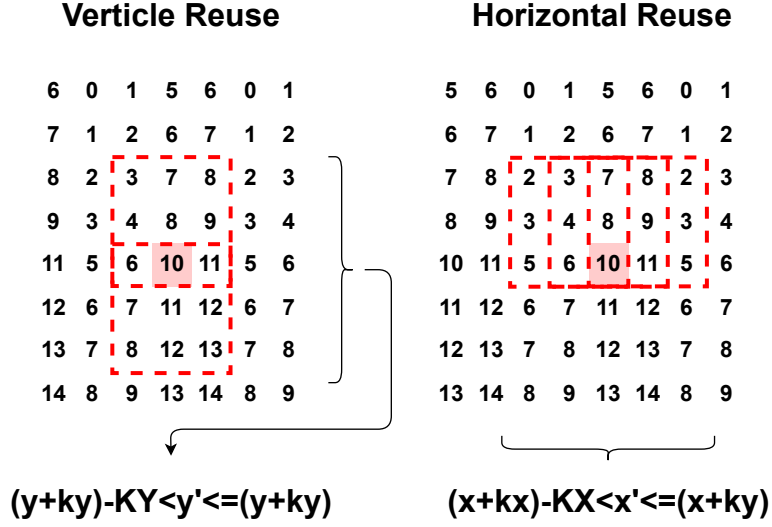 Verticle Reuse
6 0 1 5 6 0 1
7 1 2 6 7 1 2
8 2 3 7 8 2 3
9 3 4 8 9 3 4
11 5 6 10 11 5 6
12 6 7 11 12 6 7
13 7 8 12 13 7 8
14 8 9 13 14 8 9
(y+ky)-KY<y'<=(y+ky)
Horizontal Reuse
5 6 0 1 5 6 0 1
6 7 1 2 6 7 1 2
7 8 2 3 7 8 2 3
8 9 3 4 8 9 3 4
10 11 5 6 10 11 5 6
11 12 6 7 11 12 6 7
12 13 7 8 12 13 7 8
13 14 8 9 13 14 8 9
(x+kx)-KX<x'<=(x+ky)